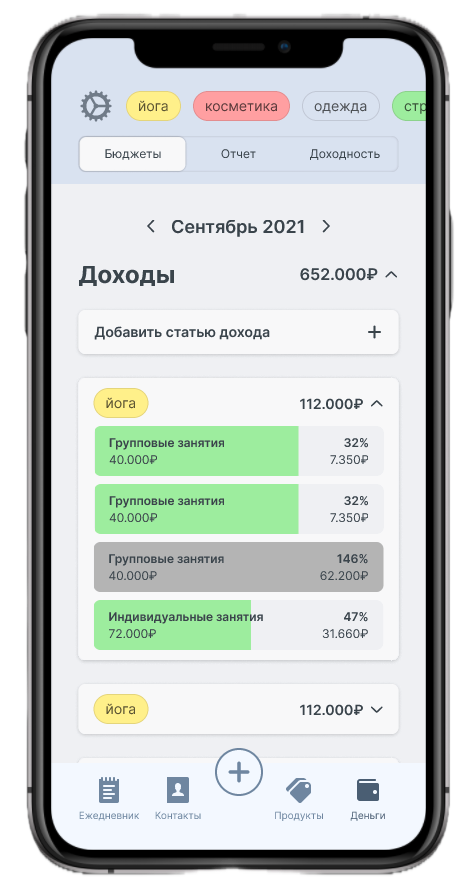 йога косметика одежда стр
Бюджеты Отчет Доходность
Сентябрь 2021
Доходы 652.000₽
Добавить статью дохода
йога 112.000₽
Групповые занятия 32%
40.000₽ 7.350₽
Групповые занятия 32%
40.000₽ 7.350₽
Групповые занятия 146%
40.000₽ 62.200₽
Индивидуальные занятия 47%
72.000₽ 31.660₽
йога 112.000₽
Ежедневник Контакты Продукты Деньги